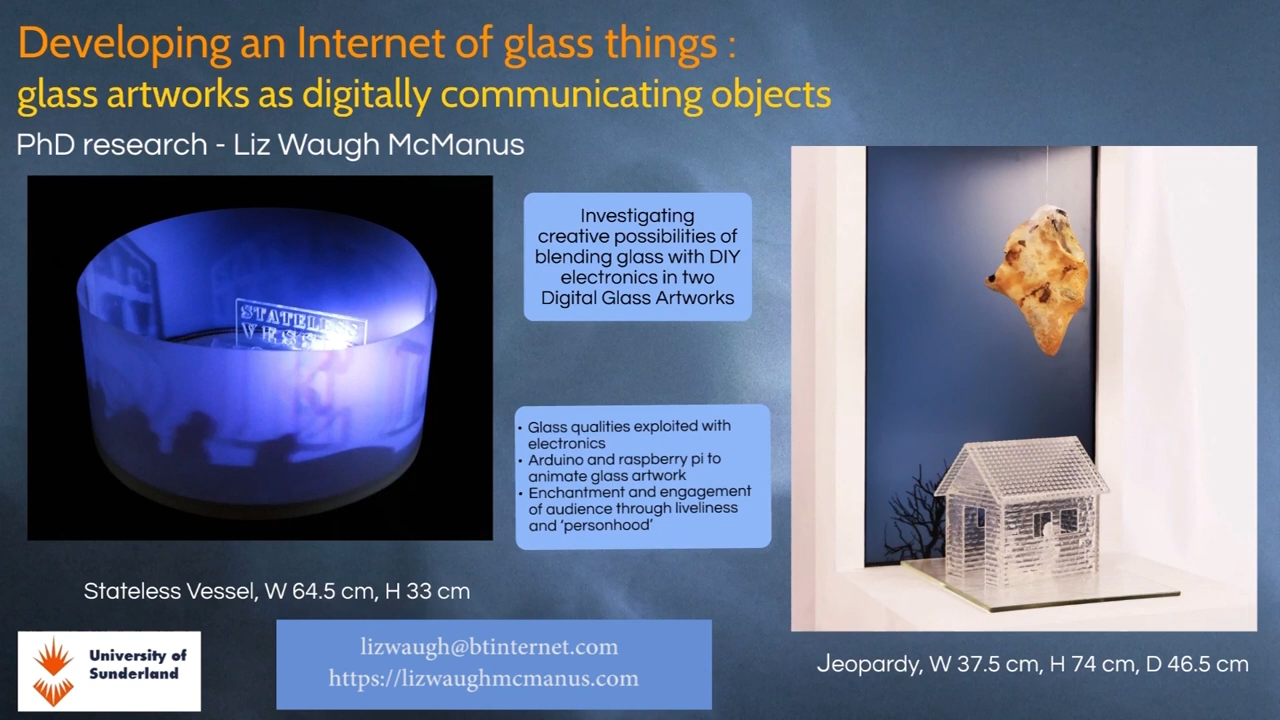 Developing an Internet of glass things :
glass artworks as digitally communicating objects
PhD research - Liz Waugh McManus
STATELESS
VESSEL
Investigating
creative possibilities of
blending glass with DIY
electronics in two
Digital Glass Artworks
• Glass qualities exploited with
electronics
• Arduino and raspberry pi to
animate glass artwork
• Enchantment and engagement
of audience through liveliness
and ‘personhood’
Stateless Vessel, W 64.5 cm, H 33 cm
University of
Sunderland
lizwaugh@btinternet.com
https://lizwaughmcmanus.com
Jeopardy, W 37.5 cm, H 74 cm, D 46.5 cm